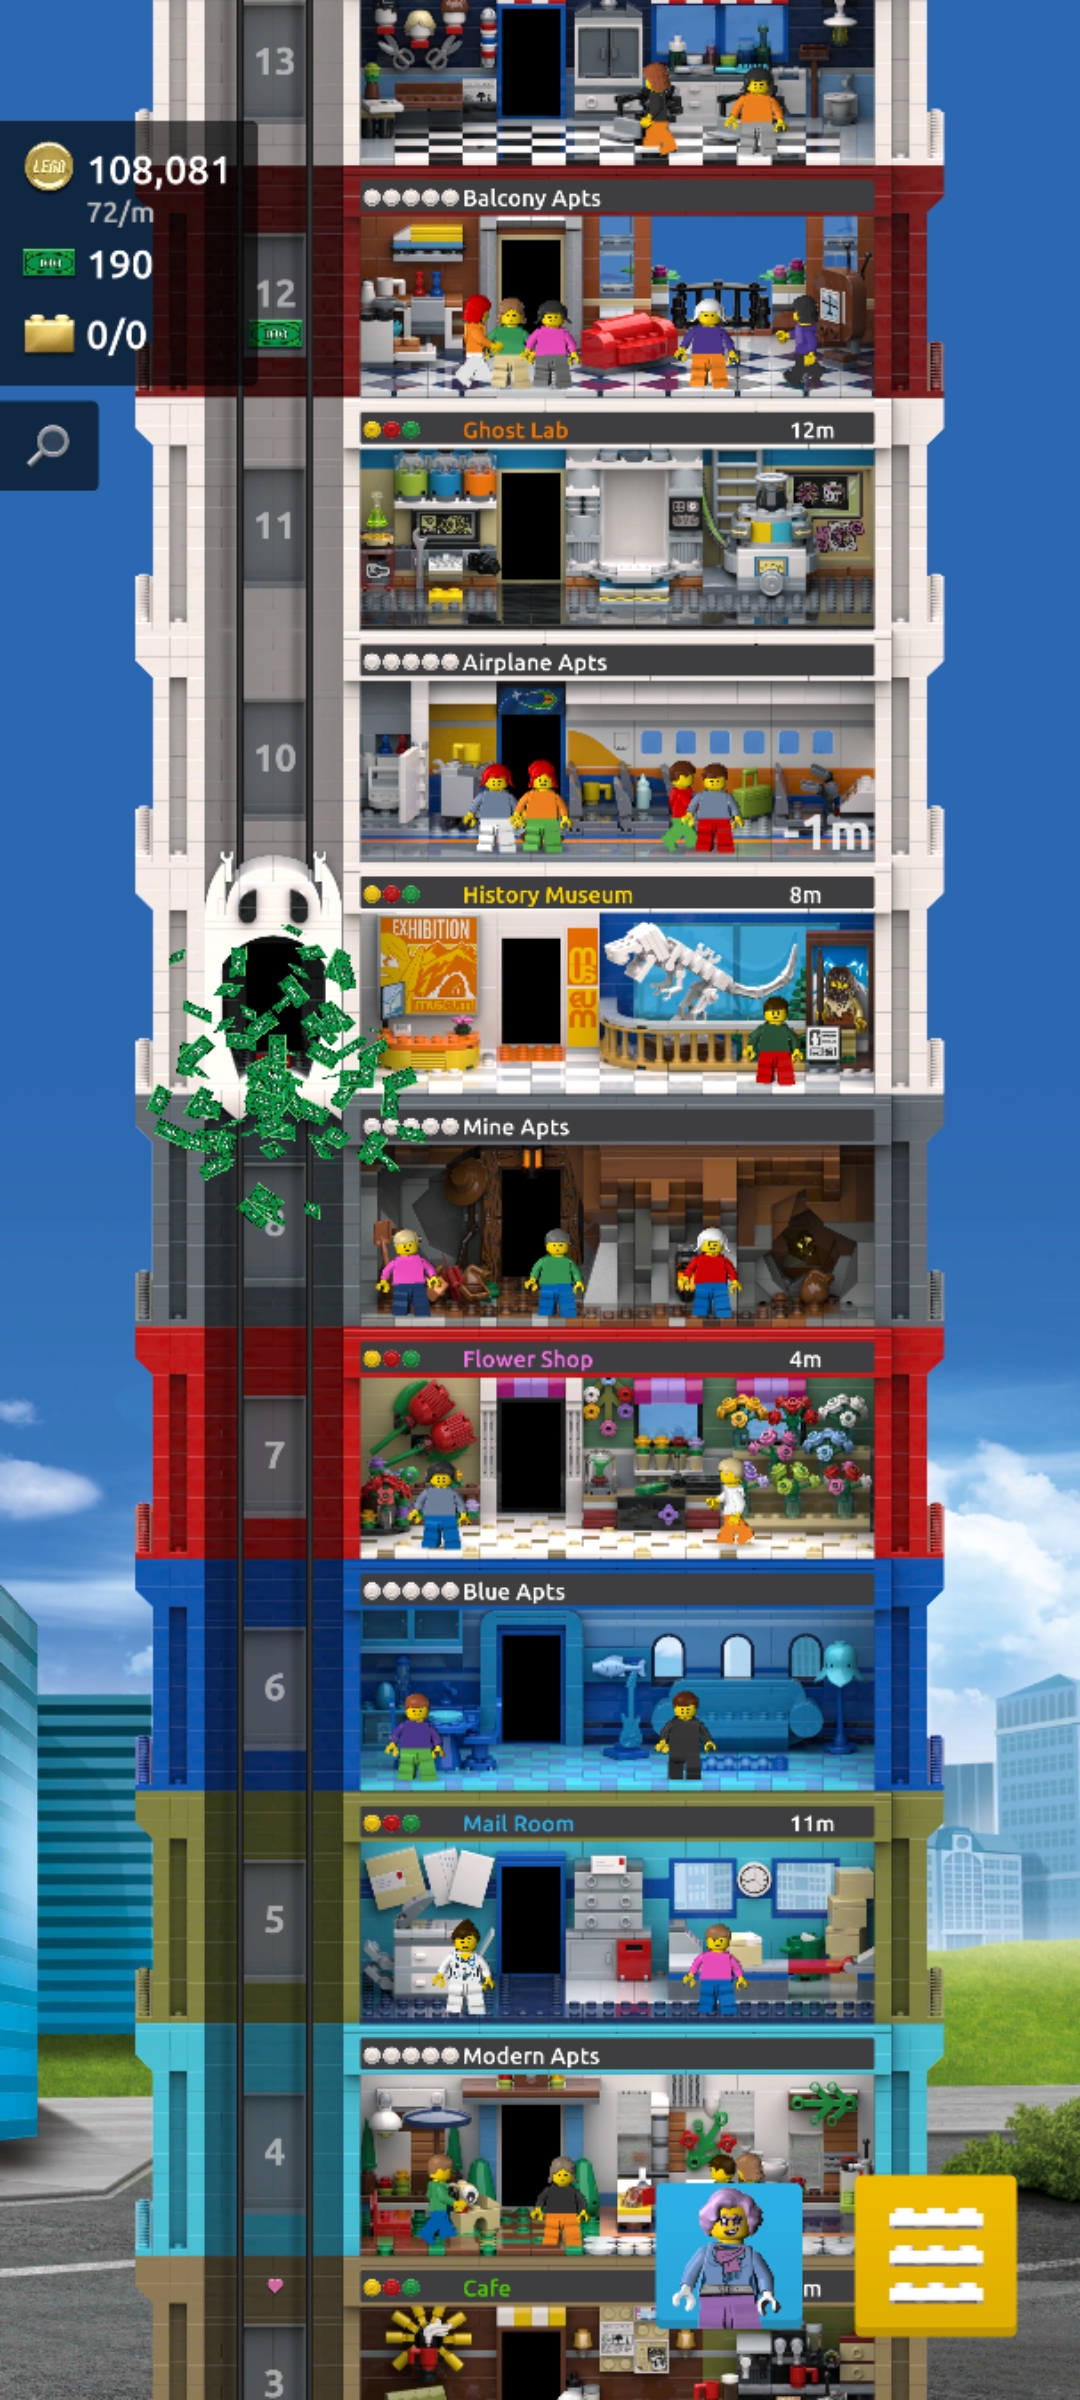 13
LEGO 108,081
72/m
190
0/0
Balcony Apts
12
Ghost Lab 12m
11
Airplane Apts
10
-1m
History Museum 8m
EXHIBITION
museum
mus
eum
Mine Apts
8
Flower Shop 4m
7
Blue Apts
6
Mail Room 11m
5
Modern Apts
4
Cafe m
3